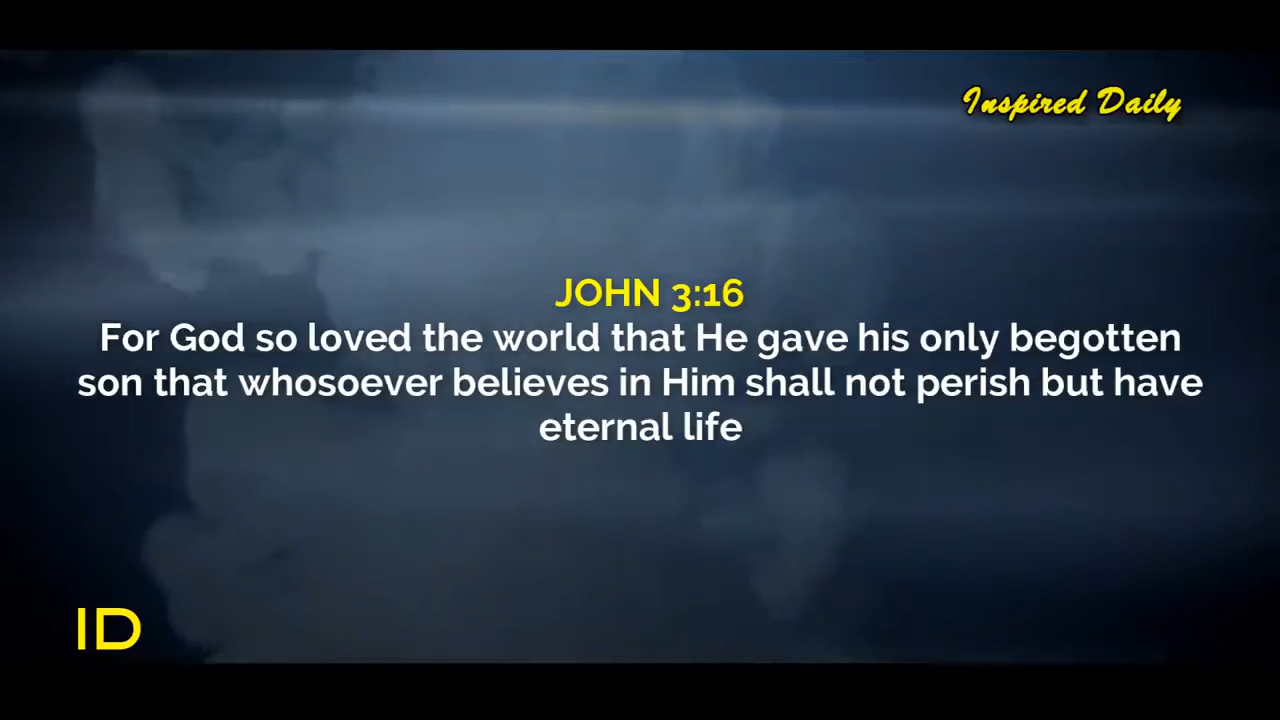 Inspired Daily
JOHN 3:16
For God so loved the world that He gave his only begotten
son that whosoever believes in Him shall not perish but have
eternal life
ID